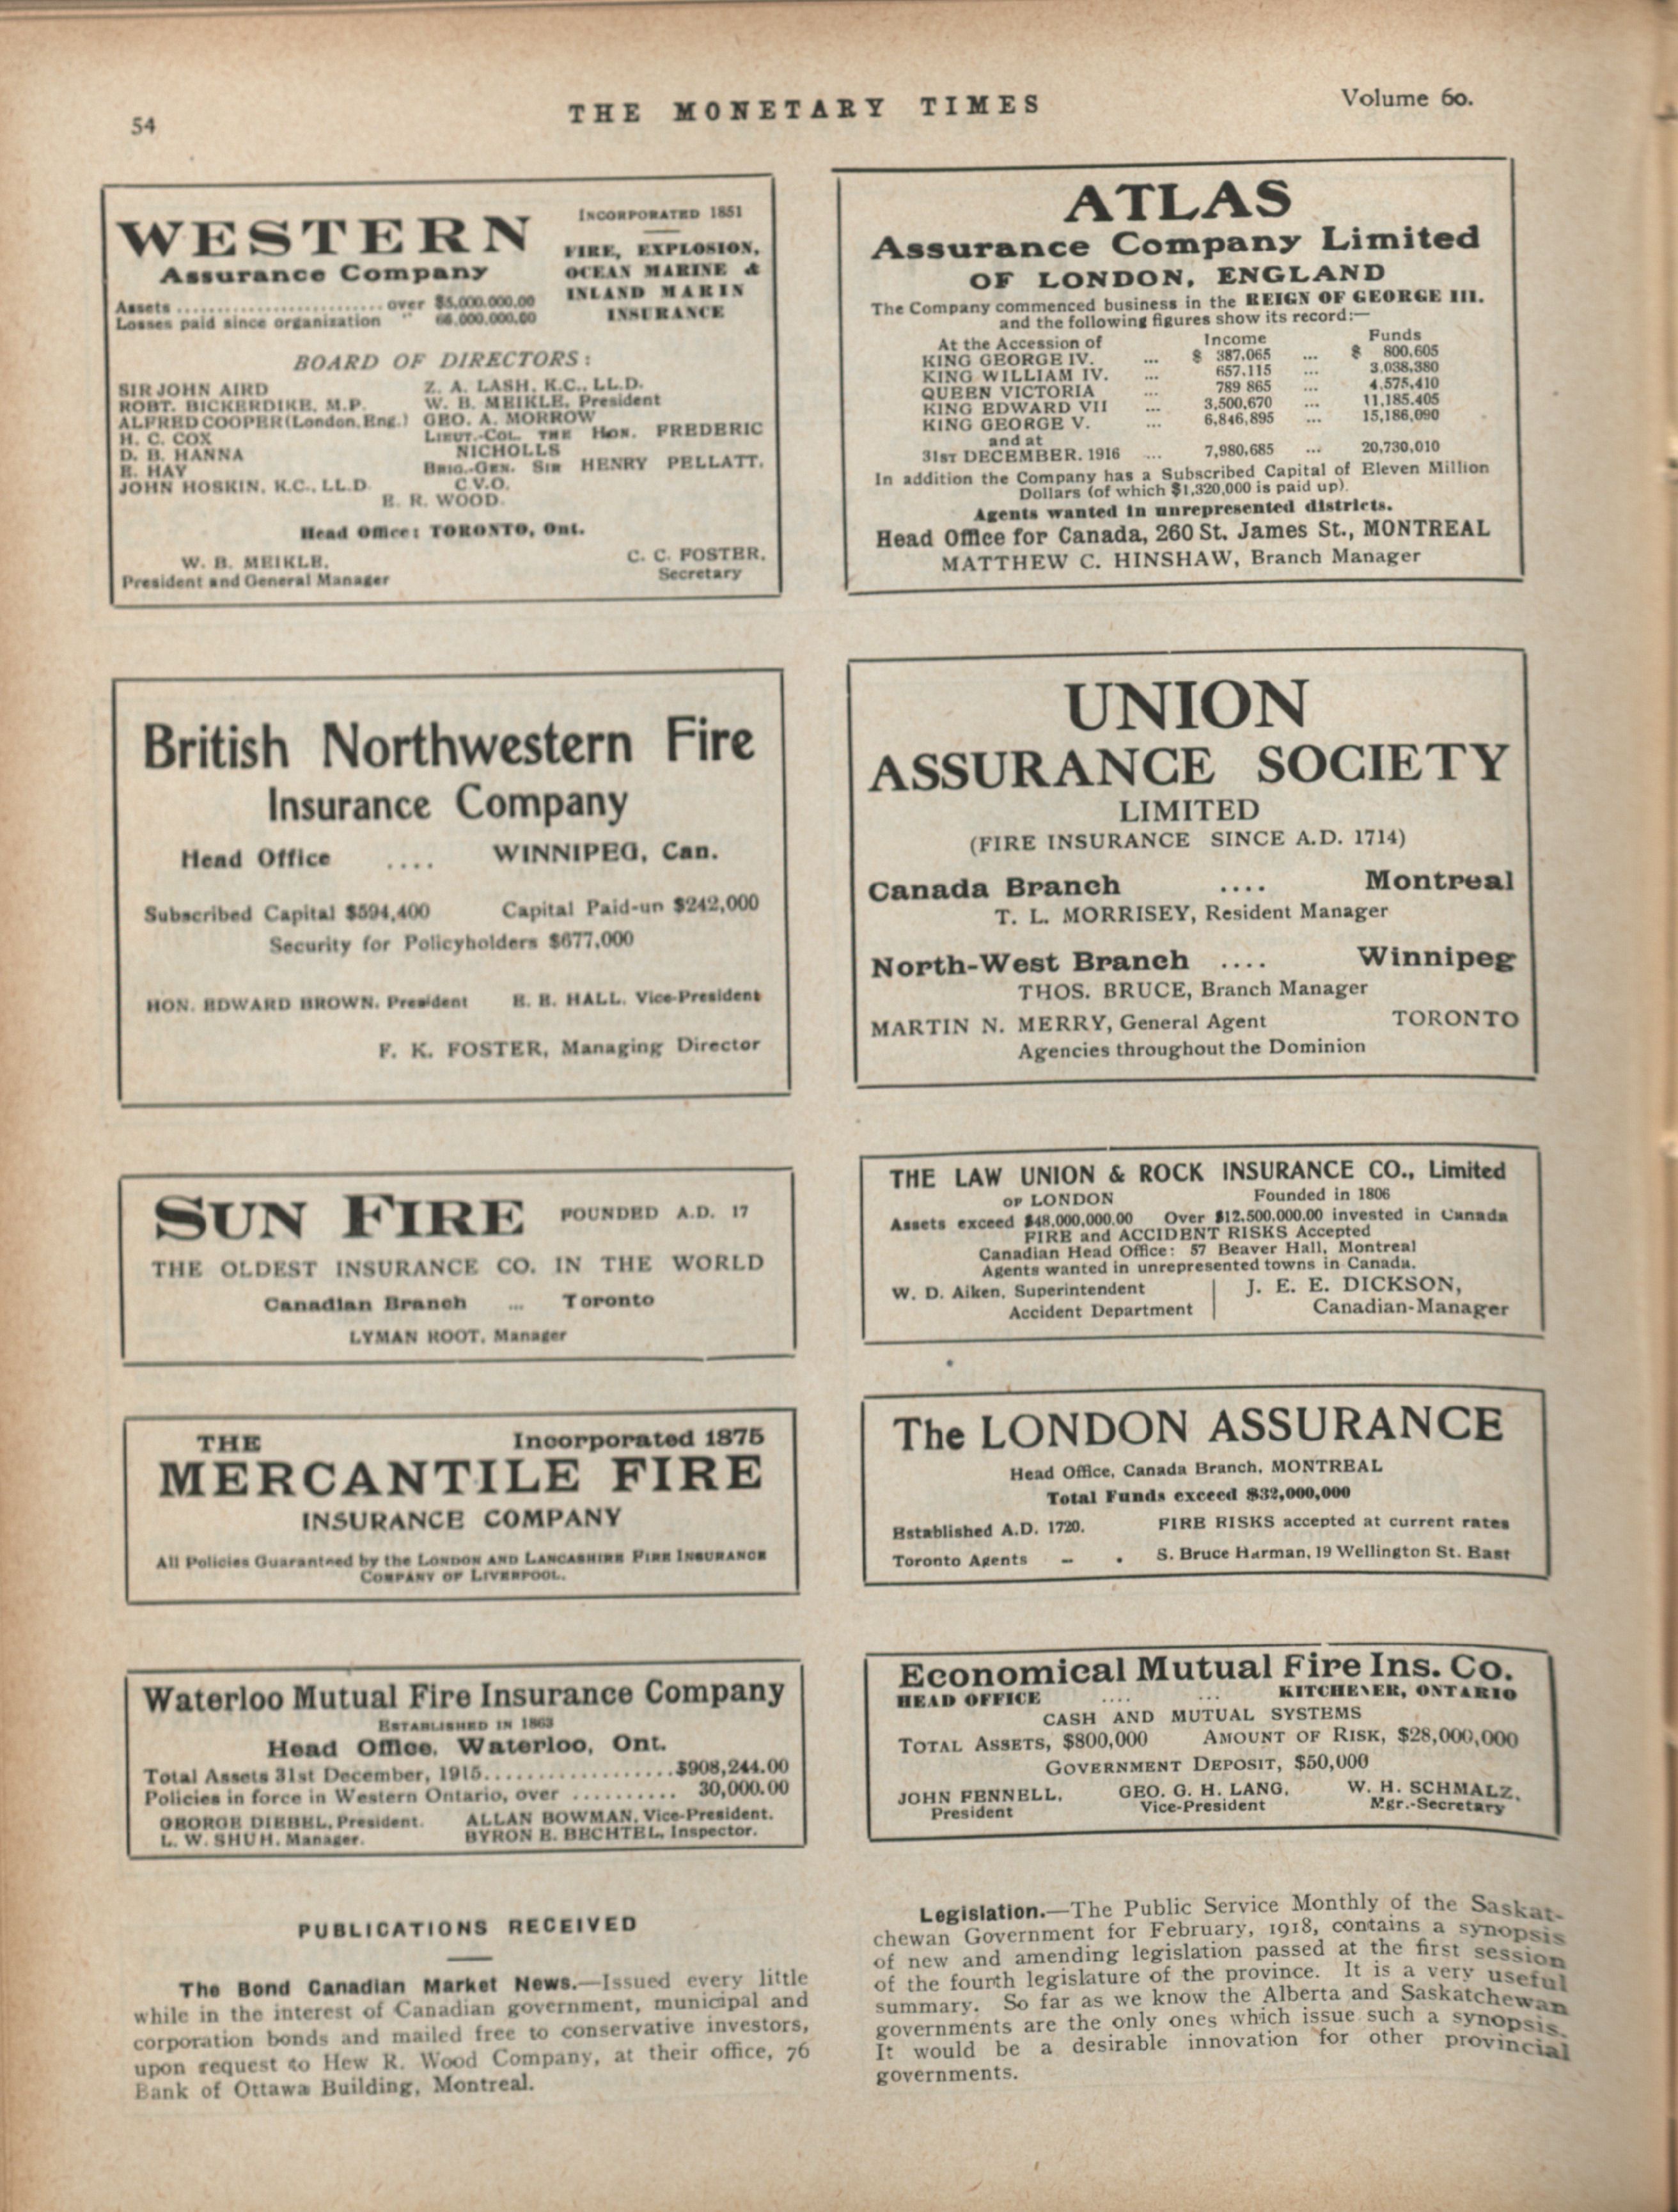 54
THE MONETARY TIMES
Volume 60.
WESTERN
Assurance Company
INCORPORATED 1851
FIRE, EXPLOSION,
OCEAN MARINE &
INLAND MARIN
INSURANCE
Assets .............................. over $5,000,000.00
Losses paid since organization " ,000,000.00
BOARD OF DIRECTORS:
SIR JOHN AIRD
ROBT. BICKERDIKE, M.P.
ALFRED COOPER (London, Eng.)
H. C. COX
D. B. HANNA
E. HAY
JOHN HOSKIN, K.C., LL.D.
Z. A. LASH, K.C., LL.D.
W. B. MEIKLE, President
GEO. A. MORROW
LIEUT.-COL. THE HON. FREDERIC
NICHOLLS
BRIG.-GEN. SIR HENRY PELLATT,
C.V.O.
E. R. WOOD
Head Office: TORONTO, Ont.
W. B. MEIKLE,
President and General Manager
C. C. FOSTER,
Secretary
ATLAS
Assurance Company Limited
OF LONDON, ENGLAND
The Company commenced business in the REIGN OF GEORGE III.
and the following figures show its record:—
At the Accession of Income Funds
KING GEORGE IV. ... $ 387,065 ... $ 800,605
KING WILLIAM IV. ... 657,115 ... 3,038,380
QUEEN VICTORIA ... 789 865 ... 4,575,410
KING EDWARD VII ... 3,500,670 ... 11,185,405
KING GEORGE V. ... 6,846,895 ... 15,186,090
and at
31ST DECEMBER, 1916 ... 7,980,685 ... 20,730,010
In addition the Company has a Subscribed Capital of Eleven Million
Dollars (of which $1,320,000 is paid up).
Agents wanted in unrepresented districts.
Head Office for Canada, 260 St. James St., MONTREAL
MATTHEW C. HINSHAW, Branch Manager
British Northwestern Fire
Insurance Company
Head Office .... WINNIPEG, Can.
Subscribed Capital $594,400 Capital Paid-up $242,000
Security for Policyholders $677,000
HON. EDWARD BROWN, President E. E. HALL, Vice-President
F. K. FOSTER, Managing Director
UNION
ASSURANCE SOCIETY
LIMITED
(FIRE INSURANCE SINCE A.D. 1714)
Canada Branch .... Montreal
T. L. MORRISEY, Resident Manager
North-West Branch .... Winnipeg
THOS. BRUCE, Branch Manager
MARTIN N. MERRY, General Agent TORONTO
Agencies throughout the Dominion
SUN FIRE FOUNDED A.D. 17
THE OLDEST INSURANCE CO. IN THE WORLD
Canadian Branch ... Toronto
LYMAN ROOT, Manager
THE LAW UNION & ROCK INSURANCE CO., Limited
OF LONDON Founded in 1806
Assets exceed $48,000,000.00 Over $12,500,000.00 invested in Canada
FIRE and ACCIDENT RISKS Accepted
Canadian Head Office: 57 Beaver Hall, Montreal
Agents wanted in unrepresented towns in Canada.
W. D. Aiken, Superintendent
Accident Department
J. E. E. DICKSON,
Canadian-Manager
THE Incorporated 1875
MERCANTILE FIRE
INSURANCE COMPANY
All Policies Guaranteed by the LONDON AND LANCASHIRE FIRE INSURANCE
COMPANY OF LIVERPOOL.
The LONDON ASSURANCE
Head Office, Canada Branch, MONTREAL
Total Funds exceed $32,000,000
Established A.D. 1720. FIRE RISKS accepted at current rates
Toronto Agents - . S. Bruce Harman, 19 Wellington St. East
Waterloo Mutual Fire Insurance Company
ESTABLISHED IN 1863
Head Office, Waterloo, Ont.
Total Assets 31st December, 1915...................$908,244.00
Policies in force in Western Ontario, over .......... 30,000.00
GEORGE DIEBEL, President. ALLAN BOWMAN, Vice-President.
L. W. SHUH, Manager. BYRON E. BECHTEL, Inspector.
Economical Mutual Fire Ins. Co.
HEAD OFFICE .... ... KITCHENER, ONTARIO
CASH AND MUTUAL SYSTEMS
TOTAL ASSETS, $800,000 AMOUNT OF RISK, $28,000,000
GOVERNMENT DEPOSIT, $50,000
JOHN FENNELL, GEO. G. H. LANG, W. H. SCHMALZ,
President Vice-President Mgr.-Secretary
PUBLICATIONS RECEIVED
The Bond Canadian Market News.—Issued every little
while in the interest of Canadian government, municipal and
corporation bonds and mailed free to conservative investors,
upon request to Hew R. Wood Company, at their office, 76
Bank of Ottawa Building, Montreal.
Legislation.—The Public Service Monthly of the Saskat-
chewan Government for February, 1918, contains a synopsis
of new and amending legislation passed at the first session
of the fourth legislature of the province. It is a very useful
summary. So far as we know the Alberta and Saskatchewan
governments are the only ones which issue such a synopsis.
It would be a desirable innovation for other provincial
governments.